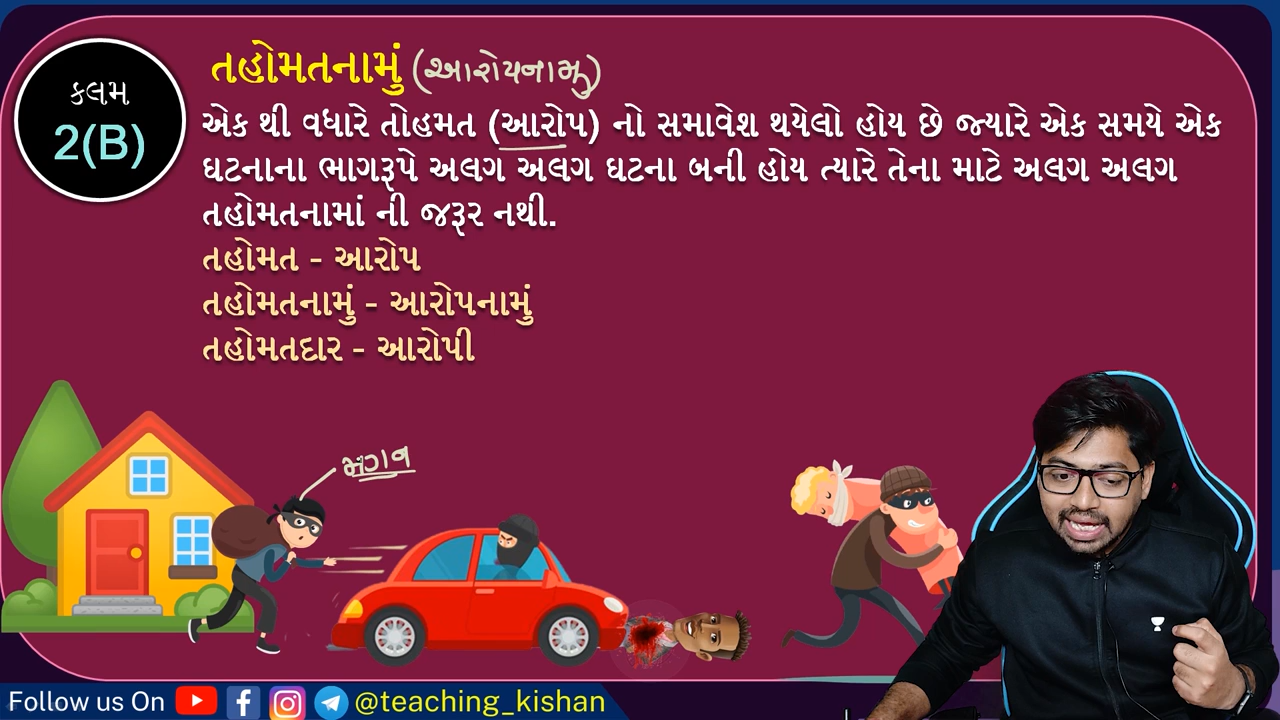 કલમ
2(B)
તહોમતનામું (આરોપનામુ)
એક થી વધારે તોહમત (આરોપ) નો સમાવેશ થયેલો હોય છે જ્યારે એક સમયે એક
ઘટનાના ભાગરૂપે અલગ અલગ ઘટના બની હોય ત્યારે તેના માટે અલગ અલગ
તહોમતનામાં ની જરૂર નથી.
તહોમત - આરોપ
તહોમતનામું - આરોપનામું
તહોમતદાર - આરોપી
મગન
Follow us On @teaching_kishan